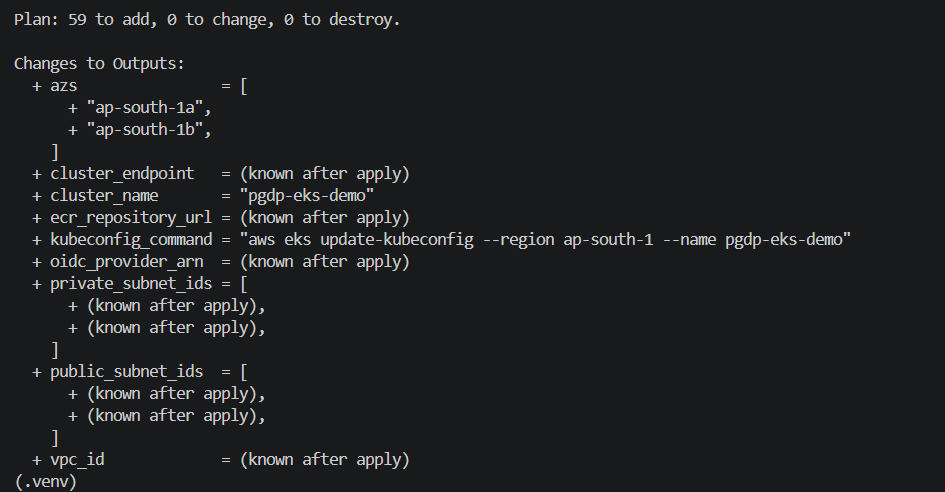 Plan: 59 to add, 0 to change, 0 to destroy.

Changes to Outputs:
  + azs                = [
      + "ap-south-1a",
      + "ap-south-1b",
    ]
  + cluster_endpoint   = (known after apply)
  + cluster_name       = "pgdp-eks-demo"
  + ecr_repository_url = (known after apply)
  + kubeconfig_command = "aws eks update-kubeconfig --region ap-south-1 --name pgdp-eks-demo"
  + oidc_provider_arn  = (known after apply)
  + private_subnet_ids = [
      + (known after apply),
      + (known after apply),
    ]
  + public_subnet_ids  = [
      + (known after apply),
      + (known after apply),
    ]
  + vpc_id             = (known after apply)
(.venv)